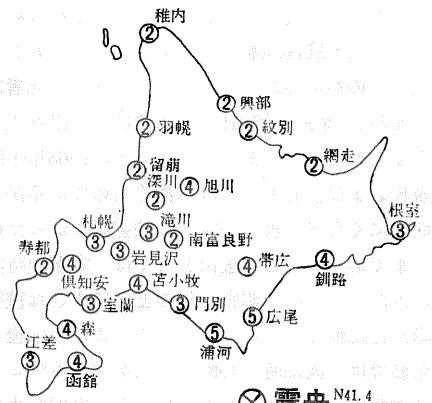 稚内
②
興部
②
羽幌
②
紋別
②
網走
②
留萌
②
深川
②
旭川
④
札幌
③
滝川
③
南富良野
②
根室
③
寿都
②
岩見沢
③
帯広
④
釧路
④
倶知安
④
苫小牧
④
室蘭
③
門別
③
広尾
⑤
森
④
浦河
⑤
江差
③
函舘
④
震央 N41.4